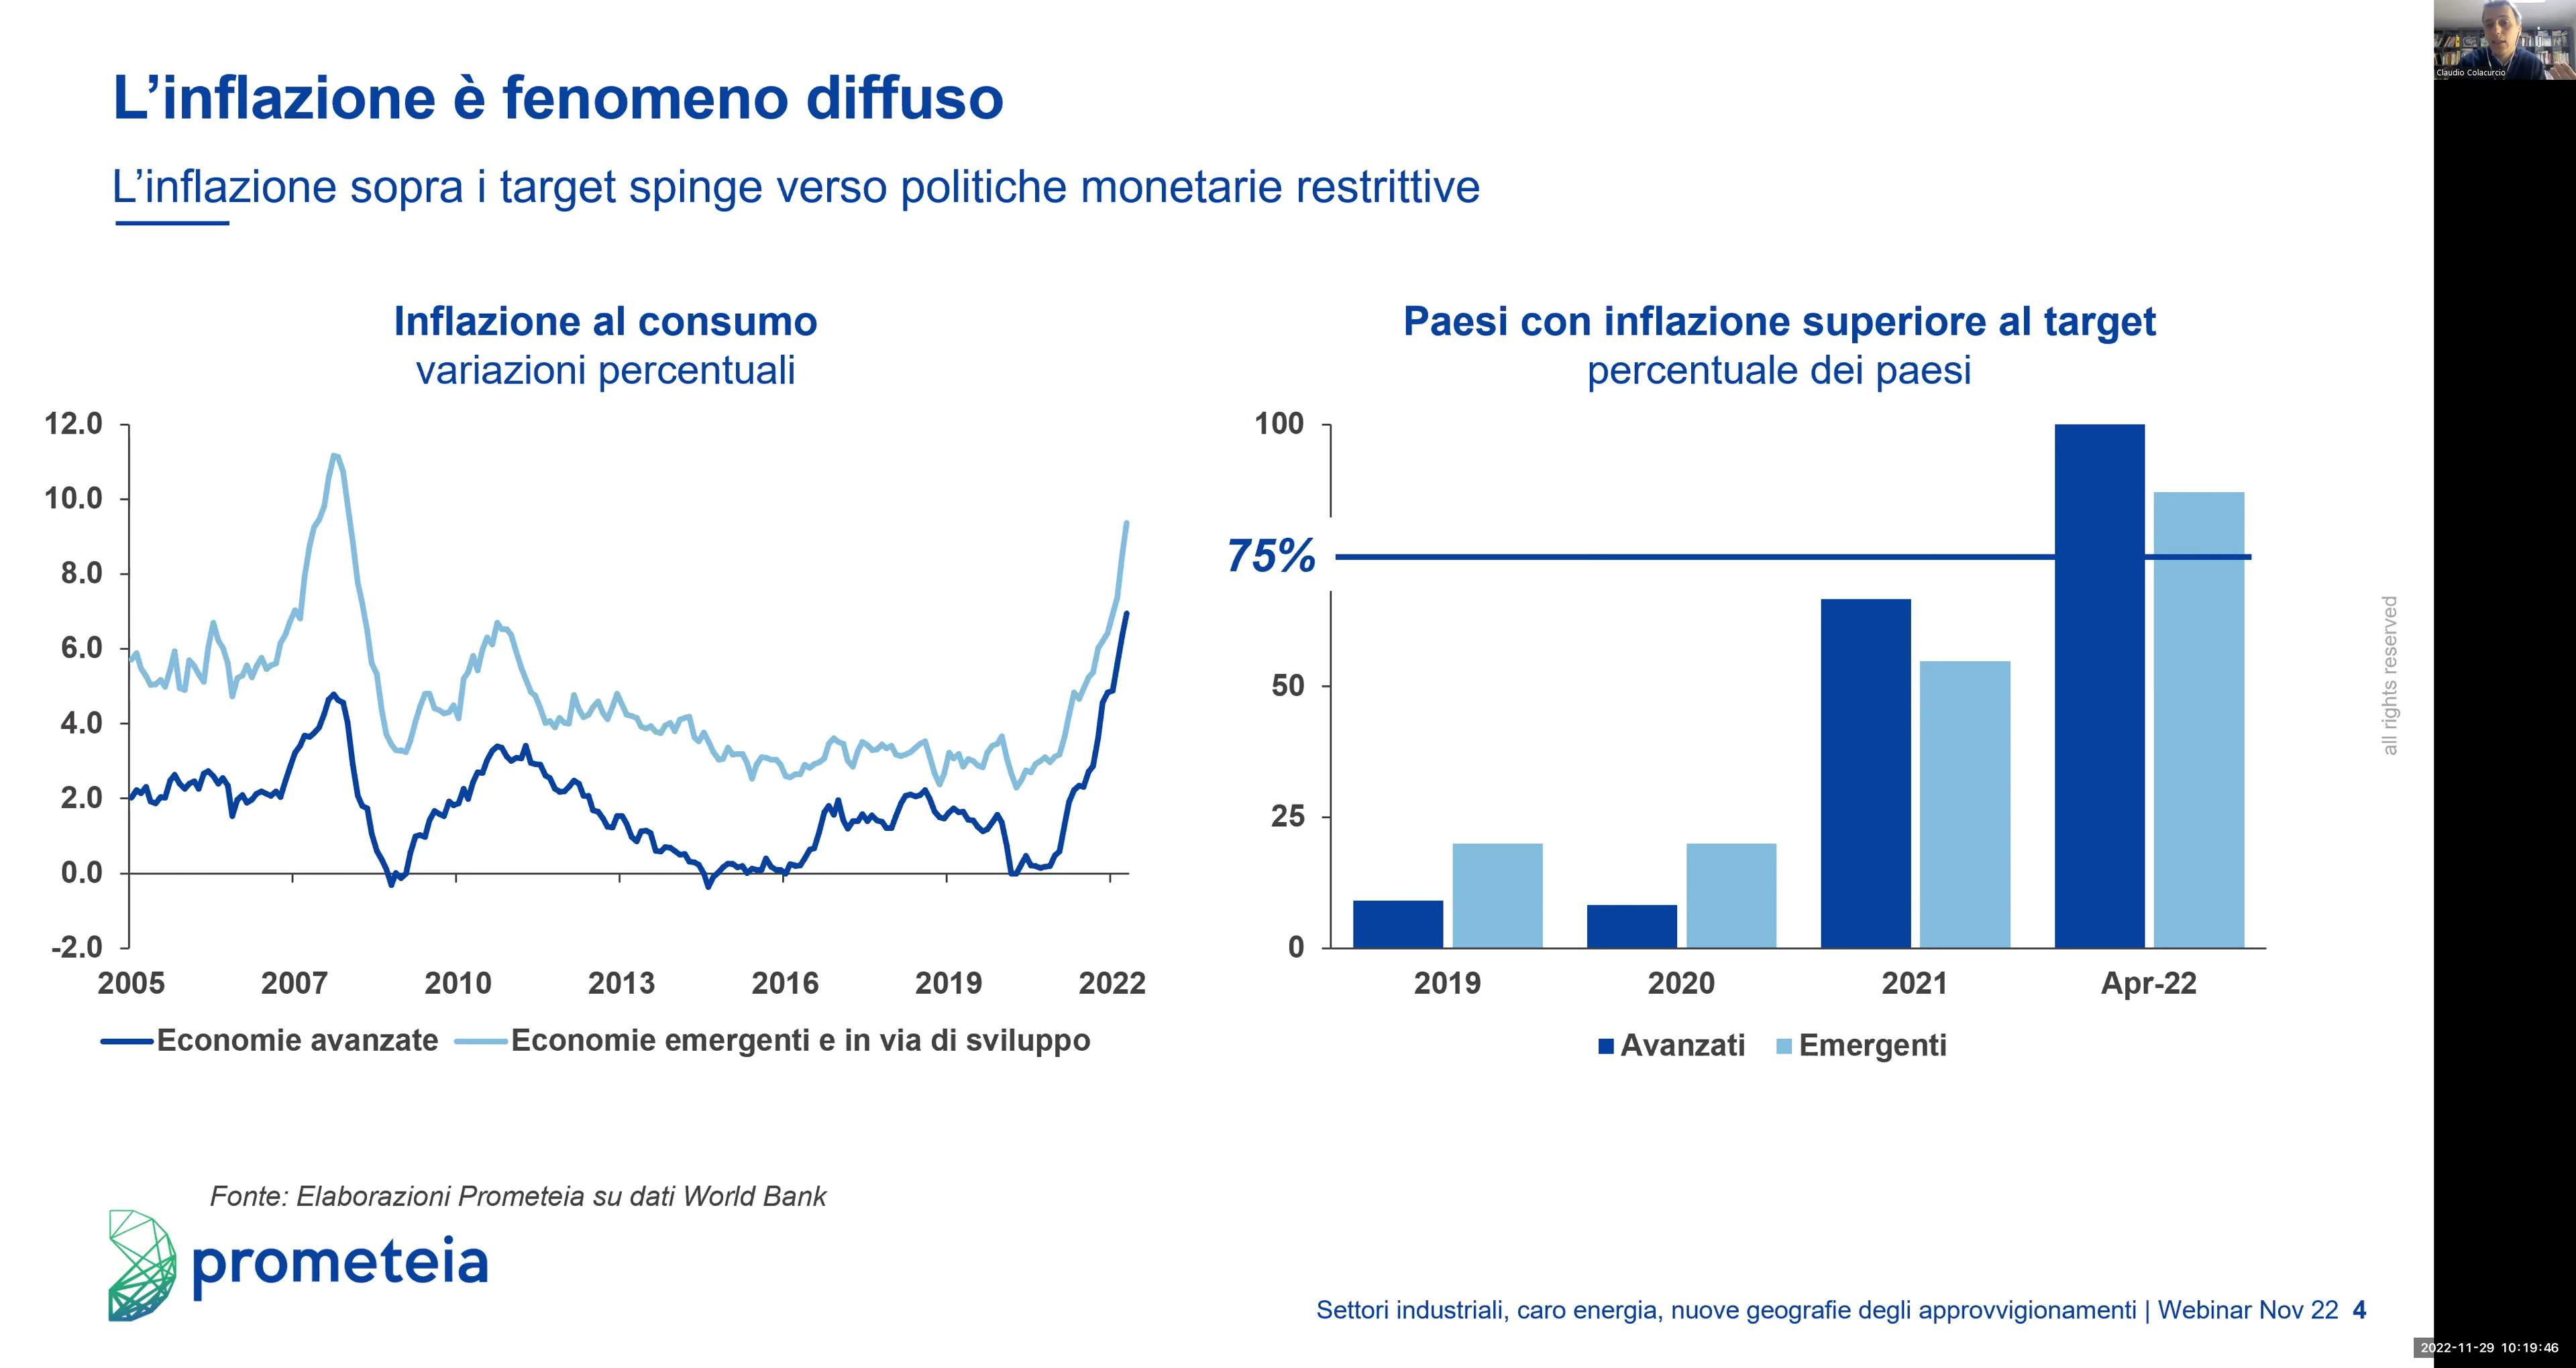 Claudio Colacurcio
L’inflazione è fenomeno diffuso
L’inflazione sopra i target spinge verso politiche monetarie restrittive
Inflazione al consumo
variazioni percentuali
12.0
10.0
8.0
6.0
4.0
2.0
0.0
-2.0
2005 2007 2010 2013 2016 2019 2022
Economie avanzate Economie emergenti e in via di sviluppo
Paesi con inflazione superiore al target
percentuale dei paesi
100
75%
50
25
0
2019 2020 2021 Apr-22
Avanzati Emergenti
all rights reserved
Fonte: Elaborazioni Prometeia su dati World Bank
prometeia
Settori industriali, caro energia, nuove geografie degli approvvigionamenti | Webinar Nov 22 4
2022-11-29 10:19:46